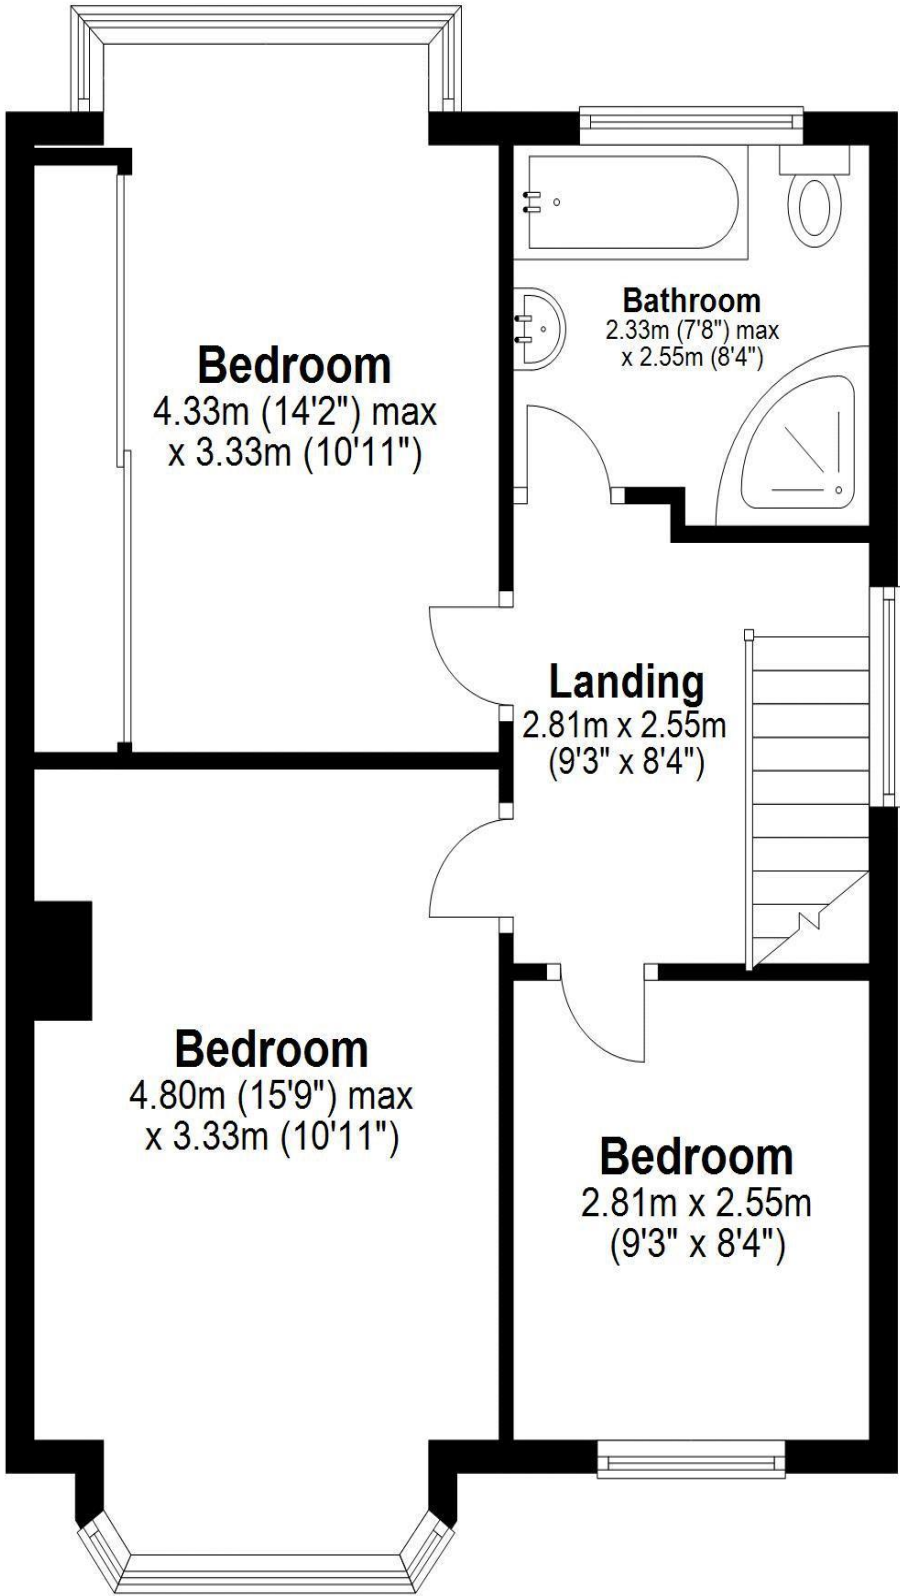 Bedroom
4.33m (14'2") max
x 3.33m (10'11")
Bathroom
2.33m (7'8") max
x 2.55m (8'4")
Landing
2.81m x 2.55m
(9'3" x 8'4")
Bedroom
4.80m (15'9") max
x 3.33m (10'11")
Bedroom
2.81m x 2.55m
(9'3" x 8'4")